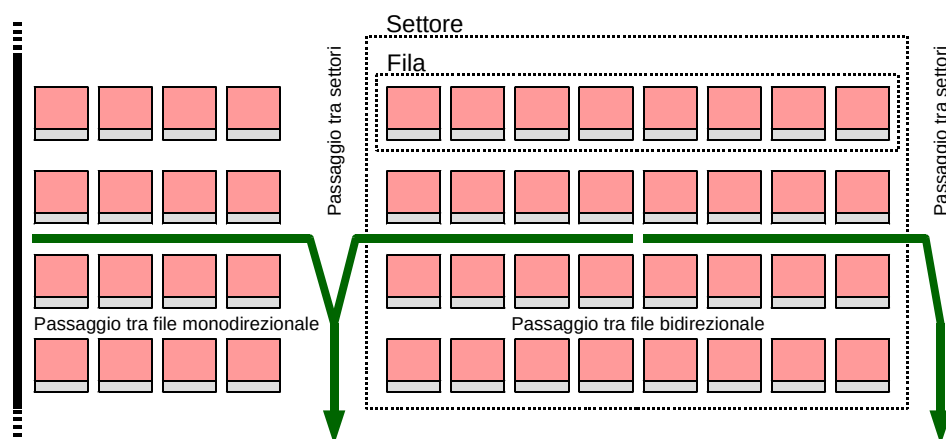 Settore
Fila
Passaggio tra settori
Passaggio tra settori
Passaggio tra file monodirezionale
Passaggio tra file bidirezionale